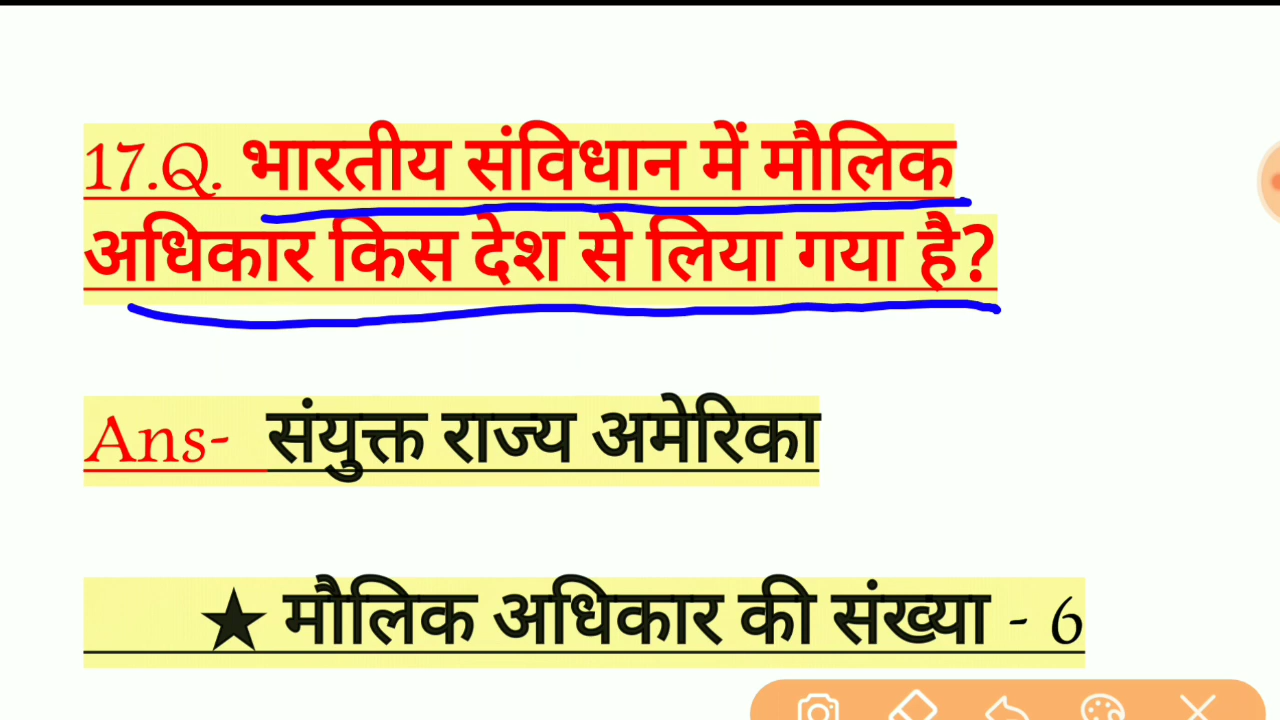 17.Q. भारतीय संविधान में मौलिक
अधिकार किस देश से लिया गया है?
Ans- संयुक्त राज्य अमेरिका
★ मौलिक अधिकार की संख्या - 6